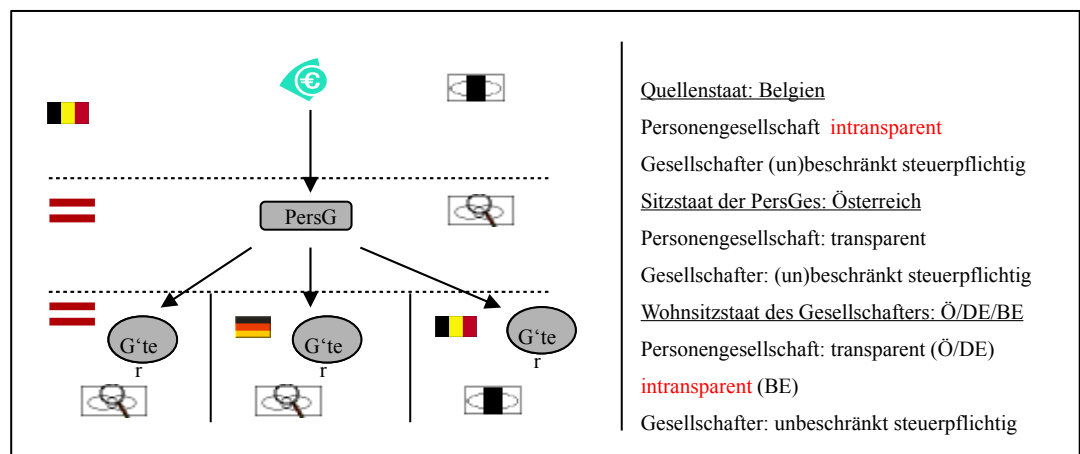 €
PersG
G‘te
r
G‘te
r
G‘te
r
Quellenstaat: Belgien
Personengesellschaft intransparent
Gesellschafter (un)beschränkt steuerpflichtig
Sitzstaat der PersGes: Österreich
Personengesellschaft: transparent
Gesellschafter: (un)beschränkt steuerpflichtig
Wohnsitzstaat des Gesellschafters: Ö/DE/BE
Personengesellschaft: transparent (Ö/DE)
intransparent (BE)
Gesellschafter: unbeschränkt steuerpflichtig